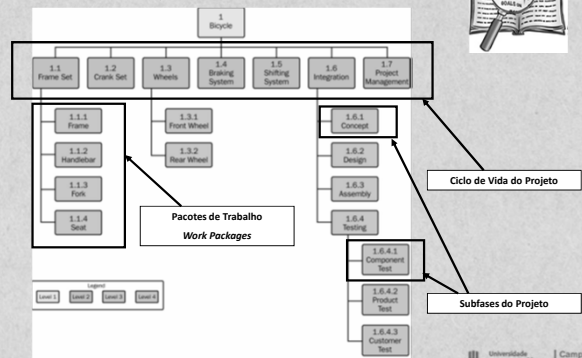 GOALS
1
Bicycle
1.1
Frame Set
1.2
Crank Set
1.3
Wheels
1.4
Braking
System
1.5
Shifting
System
1.6
Integration
1.7
Project
Management
1.1.1
Frame
1.1.2
Handlebar
1.1.3
Fork
1.1.4
Seat
1.3.1
Front Wheel
1.3.2
Rear Wheel
1.6.1
Concept
1.6.2
Design
1.6.3
Assembly
1.6.4
Testing
1.6.4.1
Component
Test
1.6.4.2
Product
Test
1.6.4.3
Customer
Test
Ciclo de Vida do Projeto
Pacotes de Trabalho
Work Packages
Subfases do Projeto
Legend
Level 1
Level 2
Level 3
Level 4
Universidade
Camp